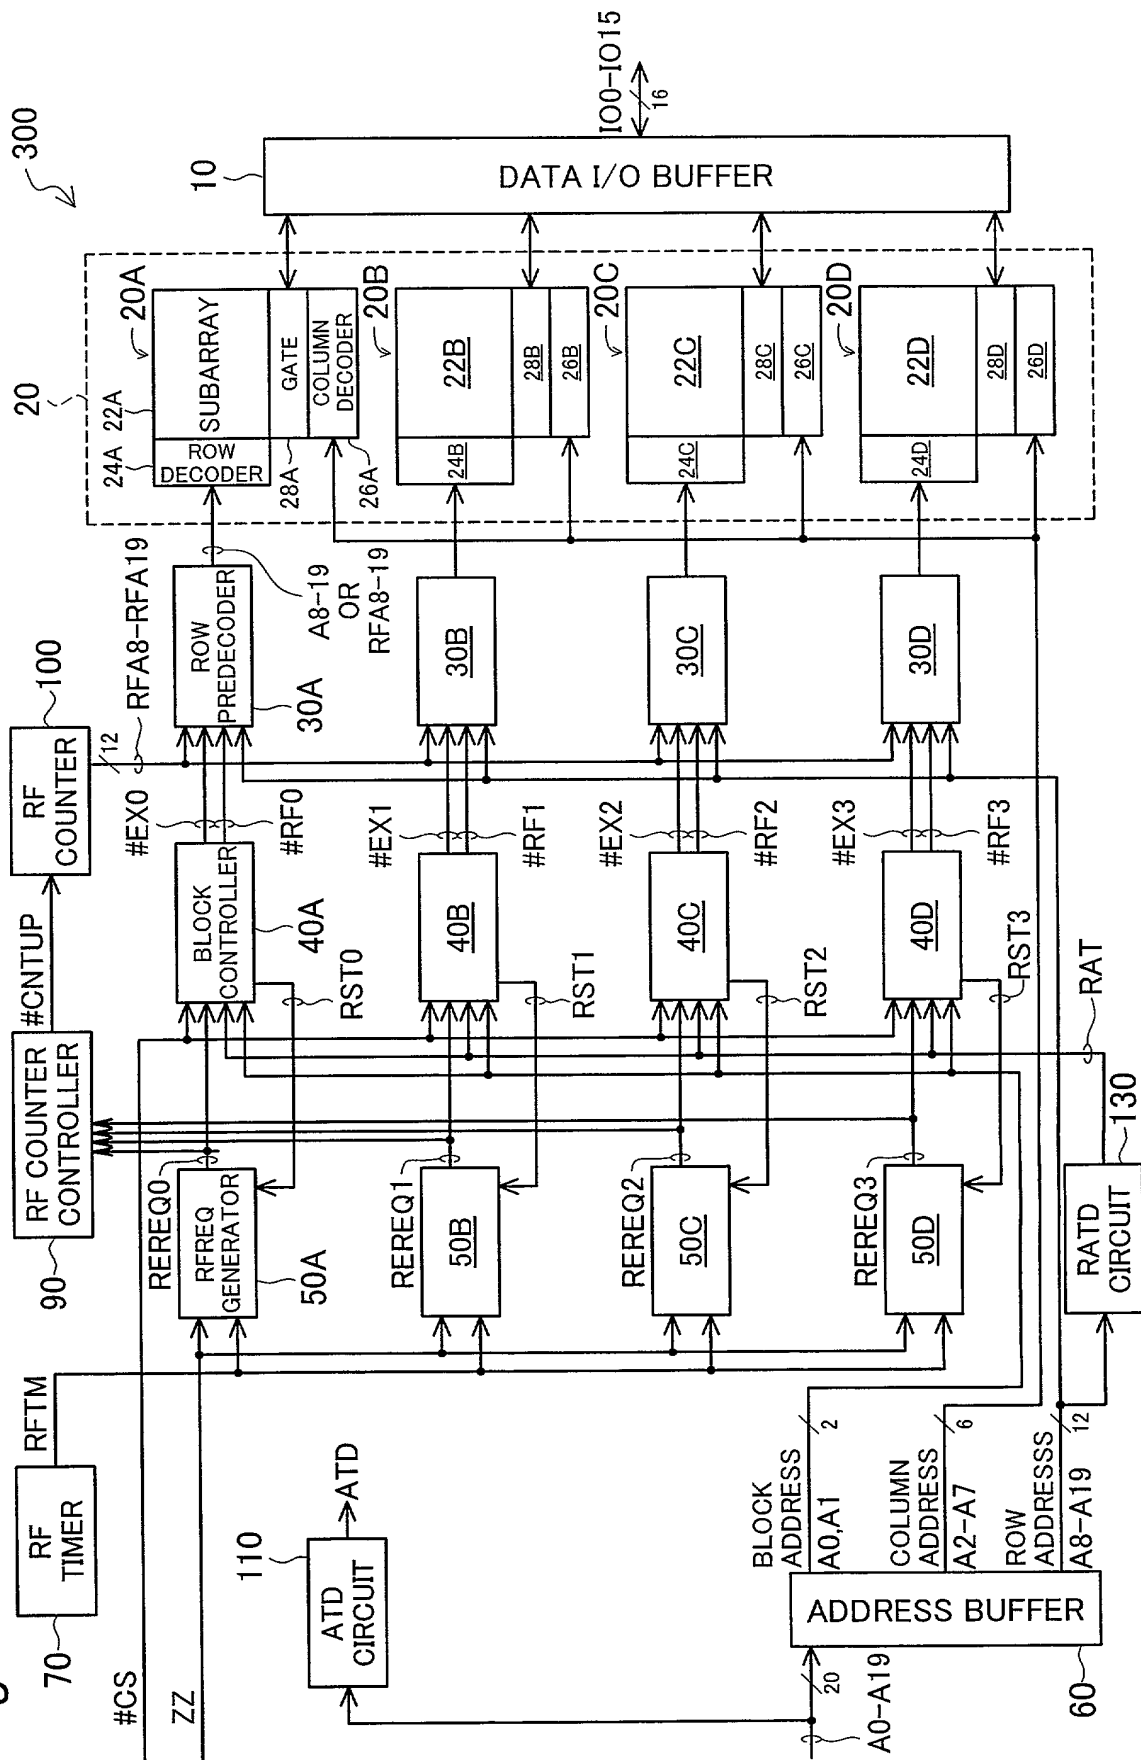 300
RF
TIMER
70
RFTM
#CS
ZZ
RF COUNTER
CONTROLLER
90
#CNTUP
RF
COUNTER
100
12
RFA8-RFA19
REREQ0
RFREQ
GENERATOR
50A
BLOCK
CONTROLLER
40A
RST0
#EX0
#RF0
ROW
PREDECODER
30A
A8-19
OR
RFA8-19
20
20A
22A
24A
SUBARRAY
ROW
DECODER
GATE
COLUMN
DECODER
28A
26A
10
DATA I/O BUFFER
IO0-IO15
16
REREQ1
50B
40B
RST1
#EX1
#RF1
30B
20B
22B
24B
28B
26B
REREQ2
50C
40C
RST2
#EX2
#RF2
30C
20C
22C
24C
28C
26C
REREQ3
50D
40D
RST3
#EX3
#RF3
30D
20D
22D
24D
28D
26D
110
ATD
CIRCUIT
ATD
A0-A19
20
60
ADDRESS BUFFER
BLOCK
ADDRESS
A0,A1
2
COLUMN
ADDRESS
A2-A7
6
ROW
ADDRESSS
A8-A19
12
RATD
CIRCUIT
130
RAT